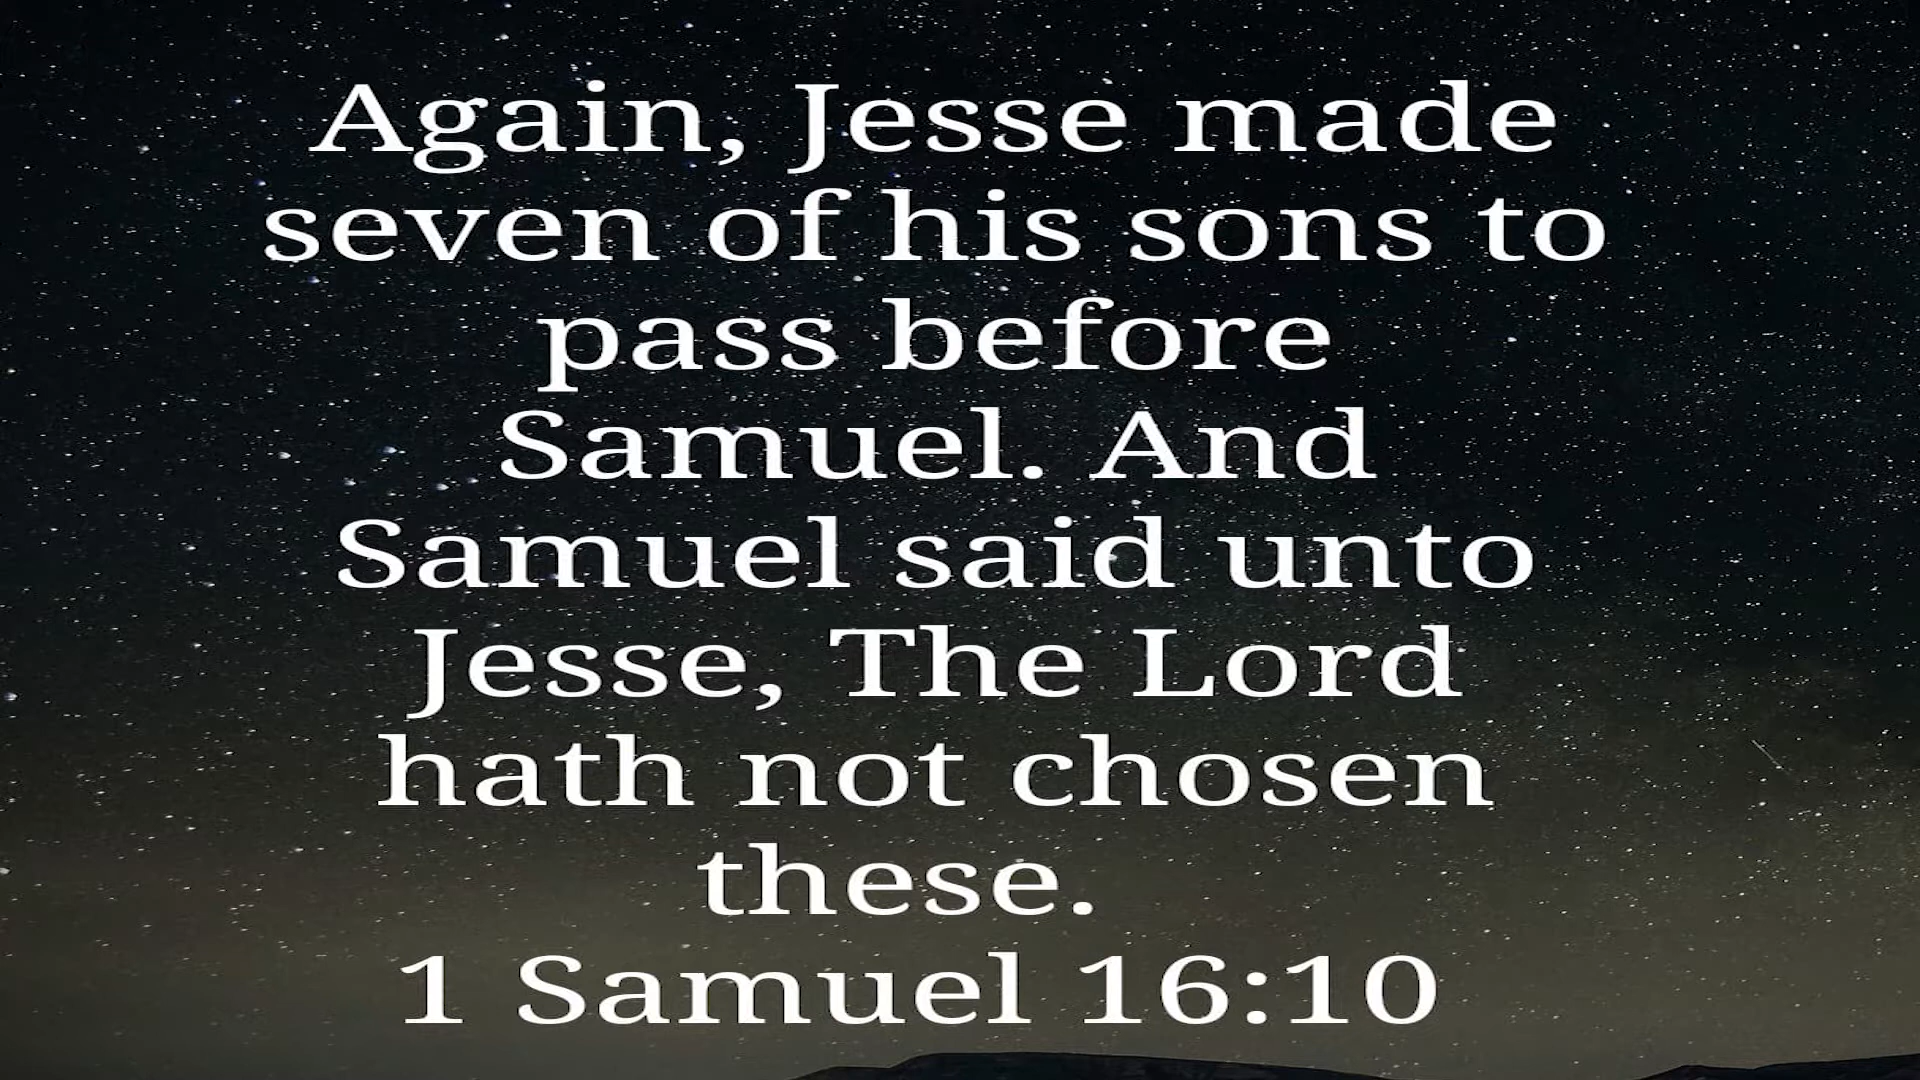 Again, Jesse made
seven of his sons to
pass before
Samuel. And
Samuel said unto
Jesse, The Lord
hath not chosen
these.
1 Samuel 16:10